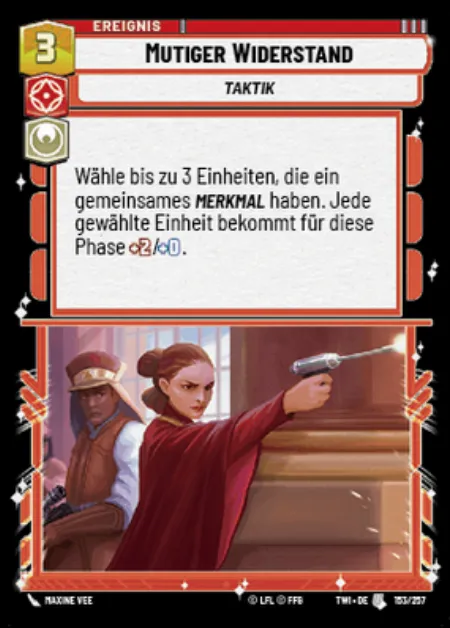 EREIGNIS
3
MUTIGER WIDERSTAND
TAKTIK
Wähle bis zu 3 Einheiten, die ein
gemeinsames MERKMAL haben. Jede
gewählte Einheit bekommt für diese
Phase +2/+0.
MAXINE VEE
© LFL © FFG
TWI • DE
153/257